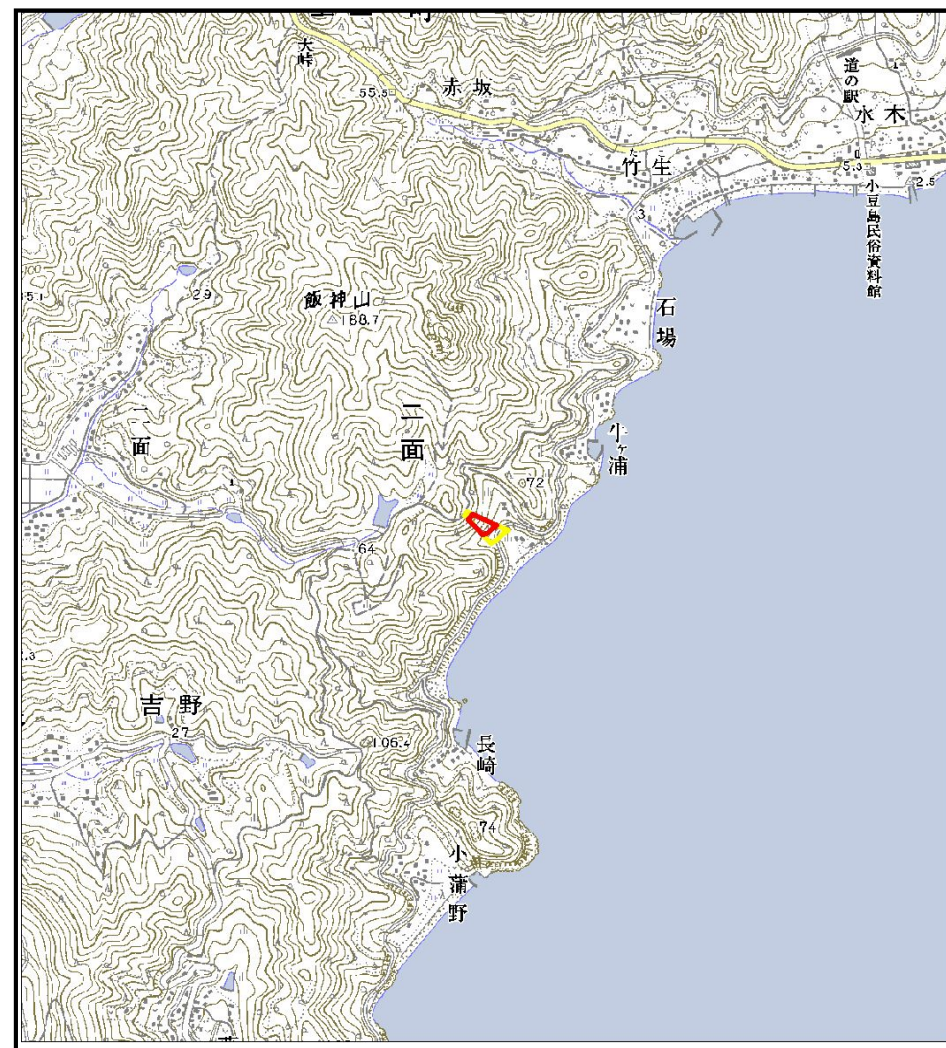 大峠
55.5
赤坂
道の駅
水木
竹生
5.3
2.5
小豆島民俗資料館
3
29
飯神山
188.7
石場
二面
二面
牛ヶ浦
72
64
吉野
27
106.4
長崎
74
小蒲野